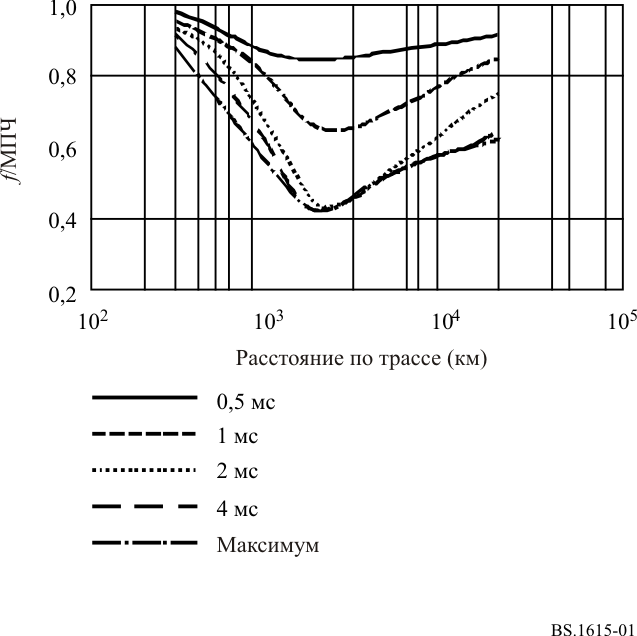 1,0
0,8
0,6
0,4
0,2
f/МПЧ
10² 10³ 10⁴ 10⁵
Расстояние по трассе (км)
0,5 мс
1 мс
2 мс
4 мс
Максимум
BS.1615-01